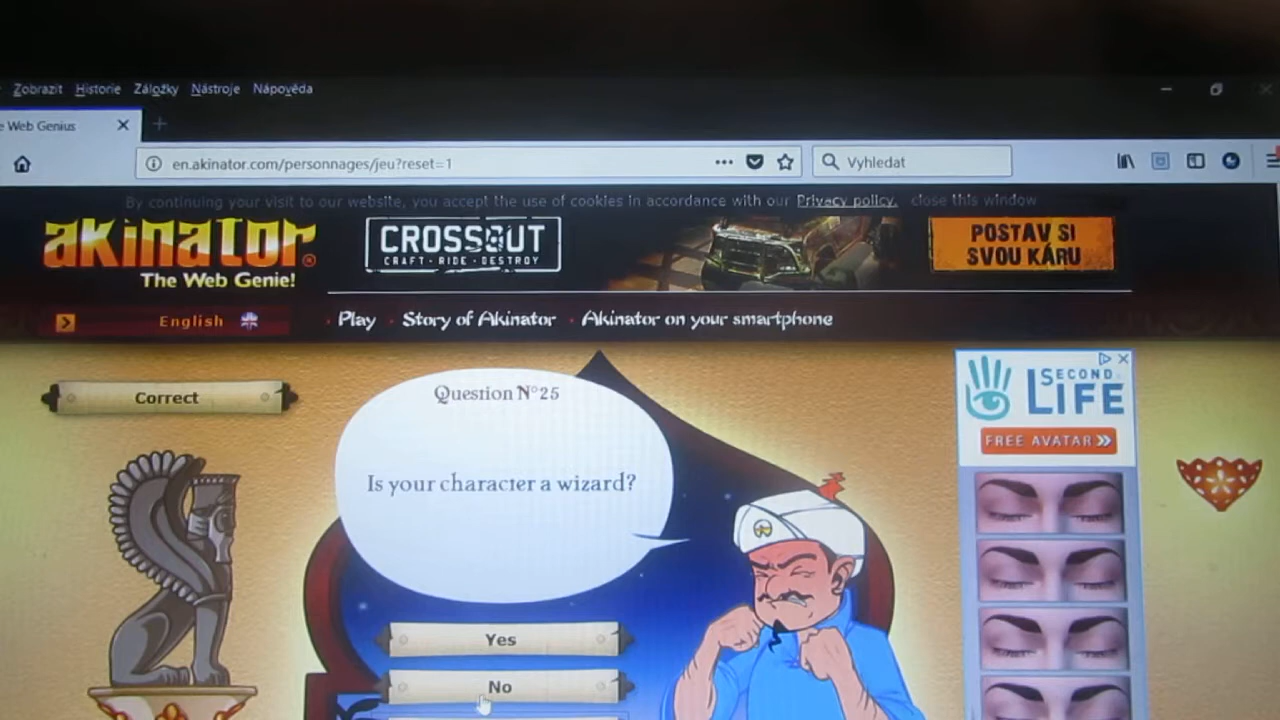 Zobrazit Historie Záložky Nástroje Nápověda
e Web Genius
en.akinator.com/personnages/jeu?reset=1
Vyhledat
By continuing your visit to our website, you accept the use of cookies in accordance with our Privacy policy. close this window
akinator®
The Web Genie!
CROSSOUT
CRAFT • RIDE • DESTROY
POSTAV SI
SVOU KÁRU
English
Play Story of Akinator Akinator on your smartphone
Correct
Question N°25
Is your character a wizard?
Yes
No
SECOND
LIFE
FREE AVATAR